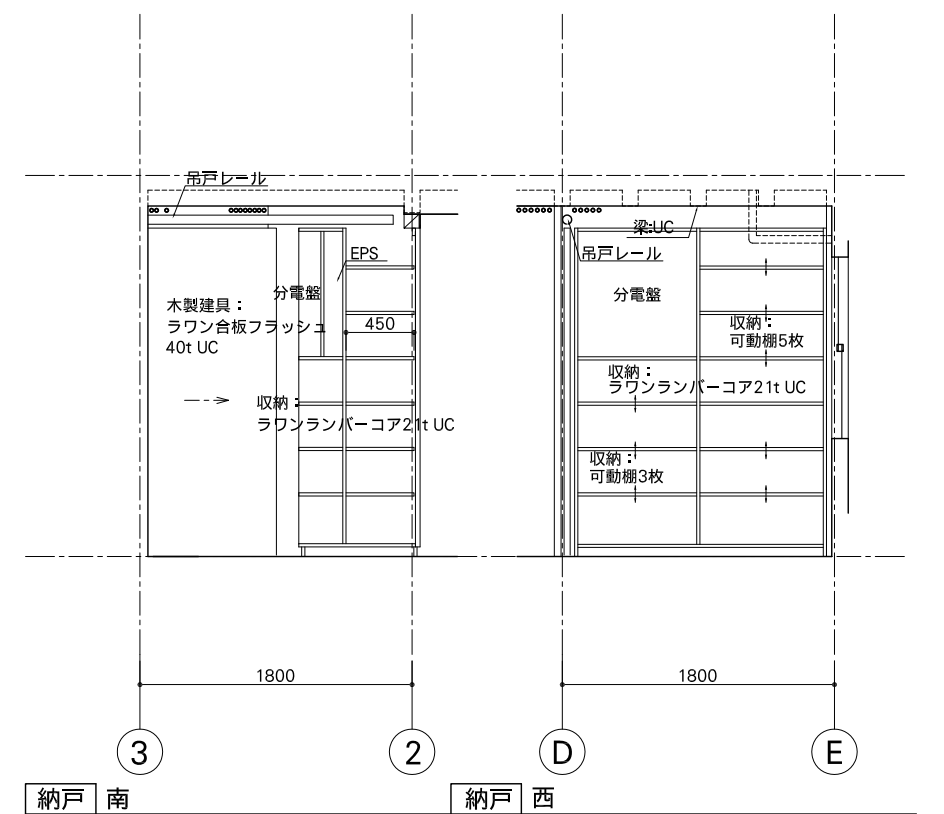 吊戸レール
EPS
分電盤
木製建具：
ラワン合板フラッシュ
40t UC
450
収納：
ラワンランバーコア21t UC
1800
3
2
納戸 南
梁:UC
吊戸レール
分電盤
収納：
可動棚5枚
収納：
ラワンランバーコア21t UC
収納：
可動棚3枚
1800
D
E
納戸 西